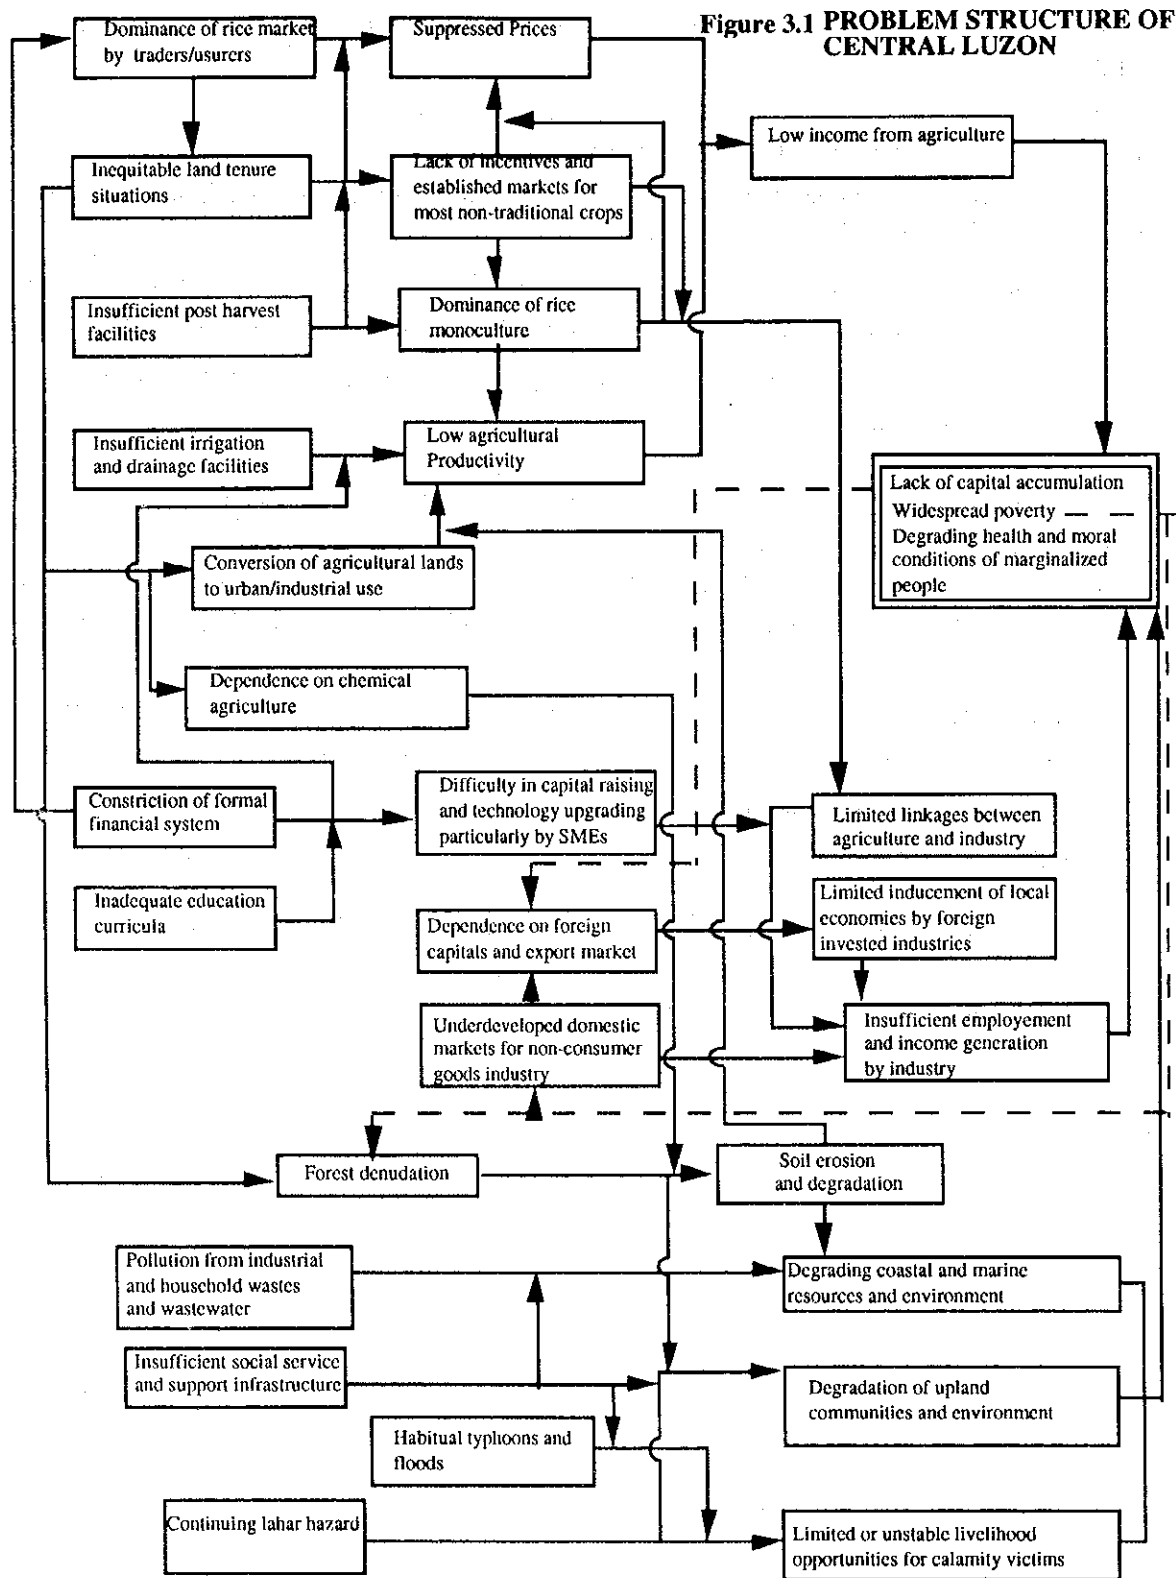 Figure 3.1 PROBLEM STRUCTURE OF
CENTRAL LUZON
Dominance of rice market
by traders/usurers
Suppressed Prices
Low income from agriculture
Inequitable land tenure
situations
Lack of incentives and
established markets for
most non-traditional crops
Insufficient post harvest
facilities
Dominance of rice
monoculture
Insufficient irrigation
and drainage facilities
Low agricultural
Productivity
Lack of capital accumulation
Widespread poverty
Degrading health and moral
conditions of marginalized
people
Conversion of agricultural lands
to urban/industrial use
Dependence on chemical
agriculture
Constriction of formal
financial system
Difficulty in capital raising
and technology upgrading
particularly by SMEs
Limited linkages between
agriculture and industry
Inadequate education
curricula
Dependence on foreign
capitals and export market
Limited inducement of local
economies by foreign
invested industries
Underdeveloped domestic
markets for non-consumer
goods industry
Insufficient employement
and income generation
by industry
Forest denudation
Soil erosion
and degradation
Pollution from industrial
and household wastes
and wastewater
Degrading coastal and marine
resources and environment
Insufficient social service
and support infrastructure
Degradation of upland
communities and environment
Habitual typhoons and
floods
Continuing lahar hazard
Limited or unstable livelihood
opportunities for calamity victims